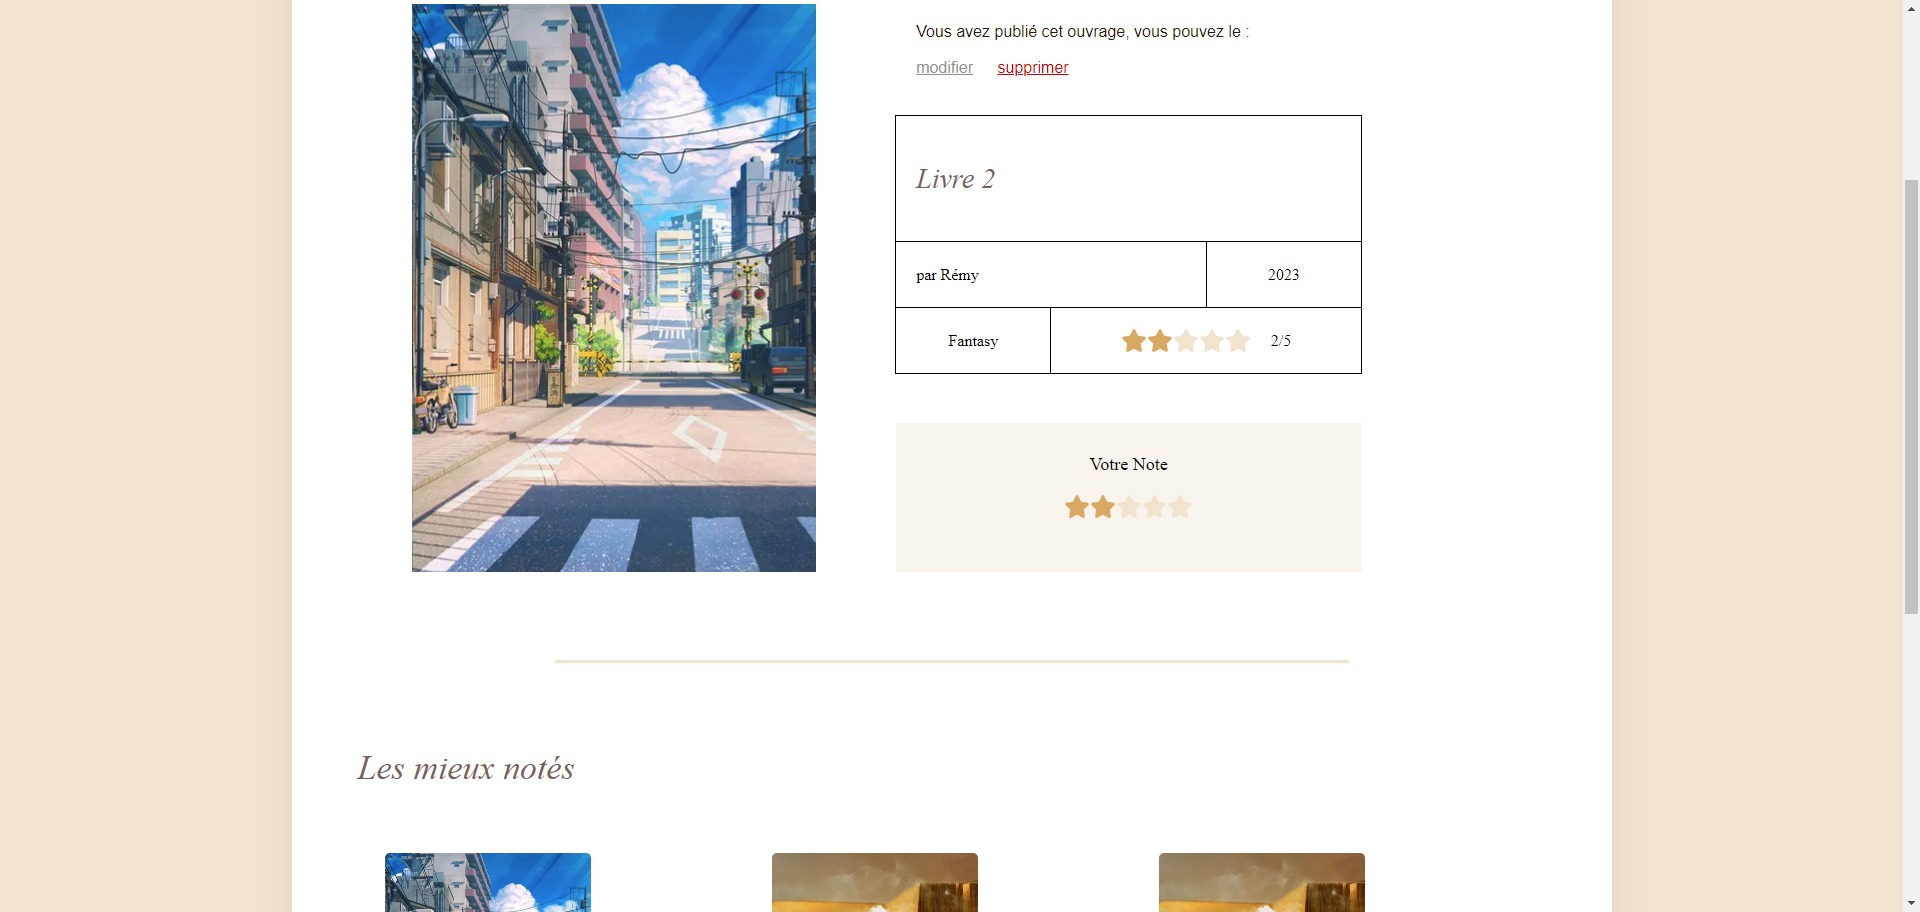 Vous avez publié cet ouvrage, vous pouvez le :
modifier supprimer
Livre 2
par Rémy 2023
Fantasy 2/5
Votre Note
Les mieux notés